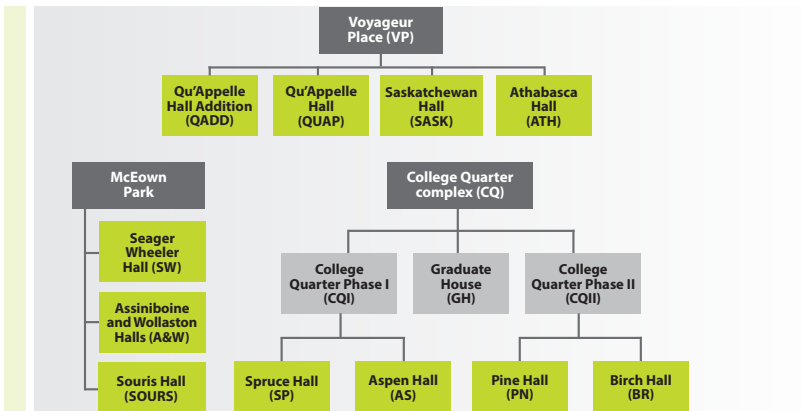 Voyageur
Place (VP)
Qu’Appelle
Hall Addition
(QADD)
Qu’Appelle
Hall
(QUAP)
Saskatchewan
Hall
(SASK)
Athabasca
Hall
(ATH)
McEown
Park
Seager
Wheeler
Hall (SW)
Assiniboine
and Wollaston
Halls (A&W)
Souris Hall
(SOURS)
College Quarter
complex (CQ)
College
Quarter Phase I
(CQI)
Graduate
House
(GH)
College
Quarter Phase II
(CQII)
Spruce Hall
(SP)
Aspen Hall
(AS)
Pine Hall
(PN)
Birch Hall
(BR)